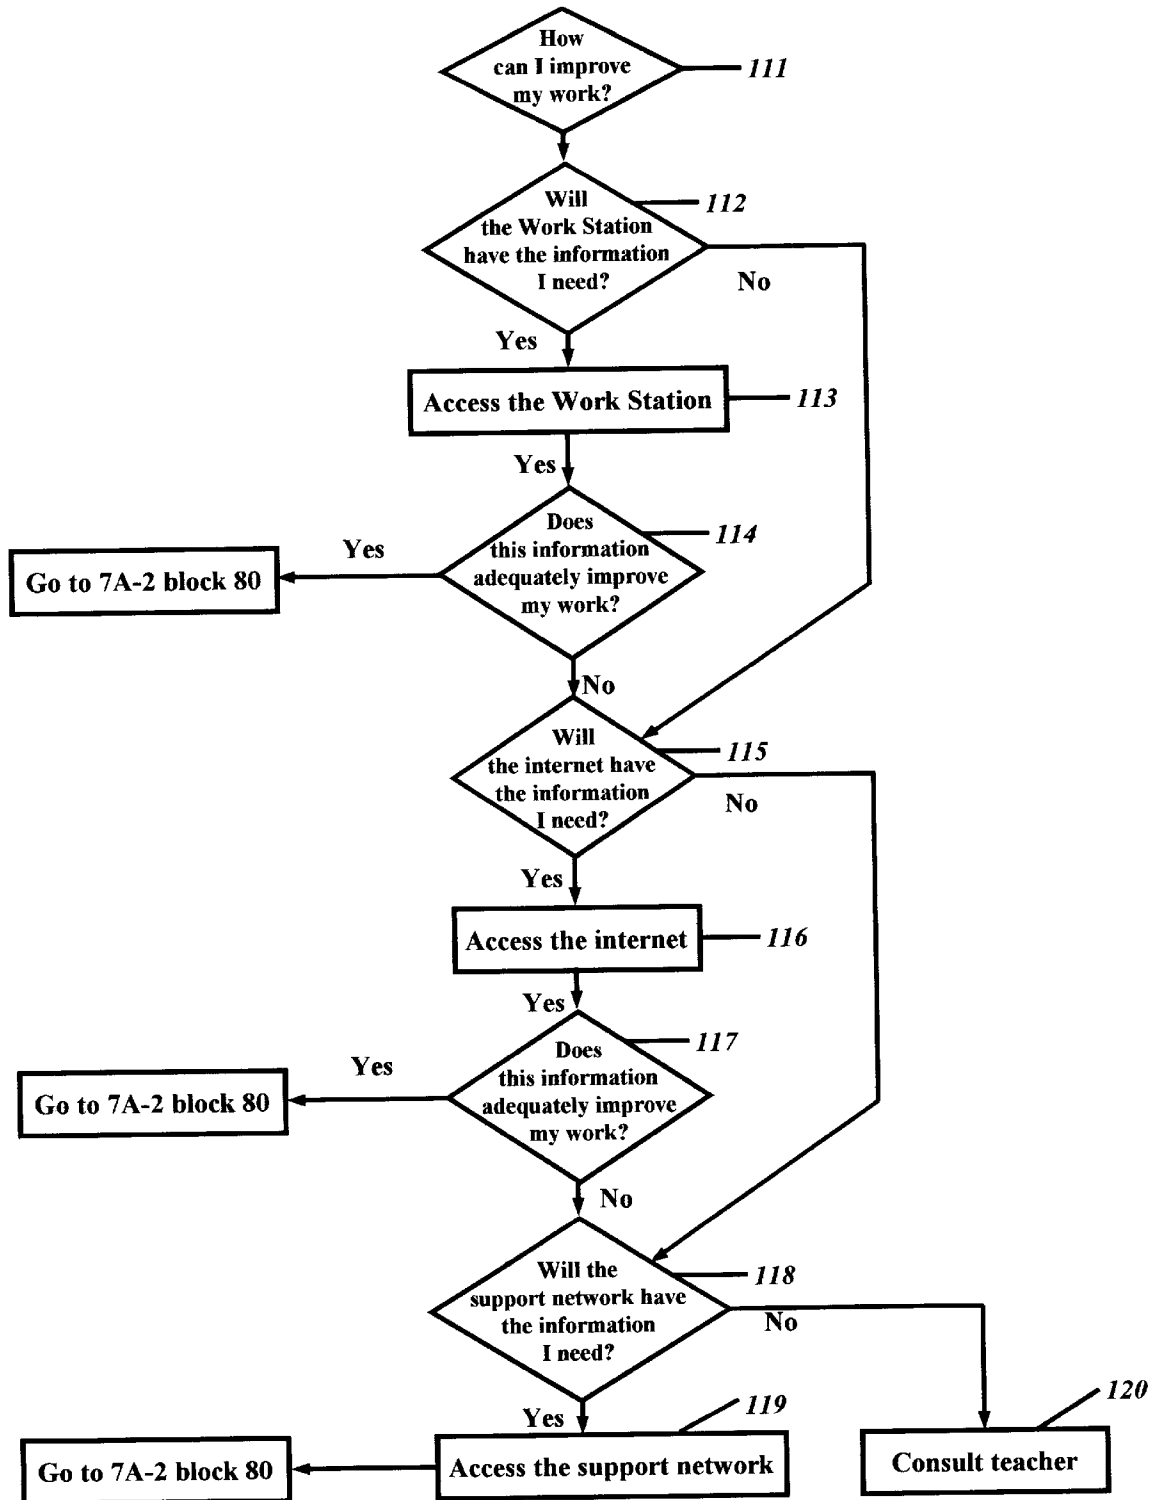 How
can I improve
my work?
111
Will
the Work Station
have the information
I need?
112
No
Yes
Access the Work Station
113
Yes
Does
this information
adequately improve
my work?
114
Yes
Go to 7A-2 block 80
No
Will
the internet have
the information
I need?
115
No
Yes
Access the internet
116
Yes
Does
this information
adequately improve
my work?
117
Yes
Go to 7A-2 block 80
No
Will the
support network have
the information
I need?
118
No
Yes
119
120
Go to 7A-2 block 80
Access the support network
Consult teacher